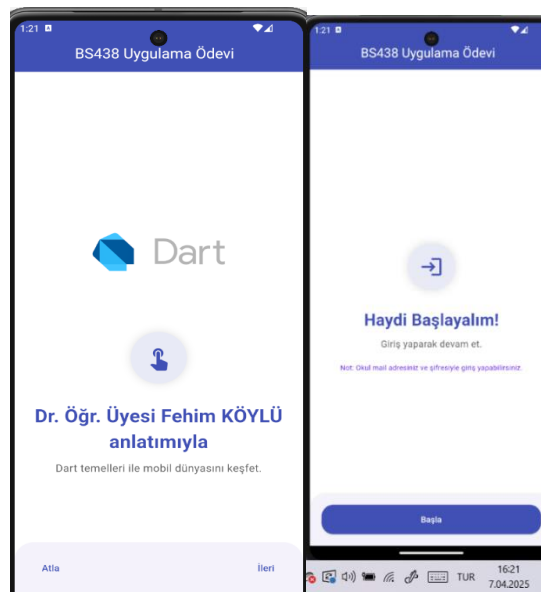 1:21
BS438 Uygulama Ödevi
Dart
Dr. Öğr. Üyesi Fehim KÖYLÜ
anlatımıyla
Dart temelleri ile mobil dünyasını keşfet.
Atla
İleri
1:21
BS438 Uygulama Ödevi
Haydi Başlayalım!
Giriş yaparak devam et.
Not: Okul mail adresiniz ve şifresiyle giriş yapabilirsiniz.
Başla
TUR
16:21
7.04.2025